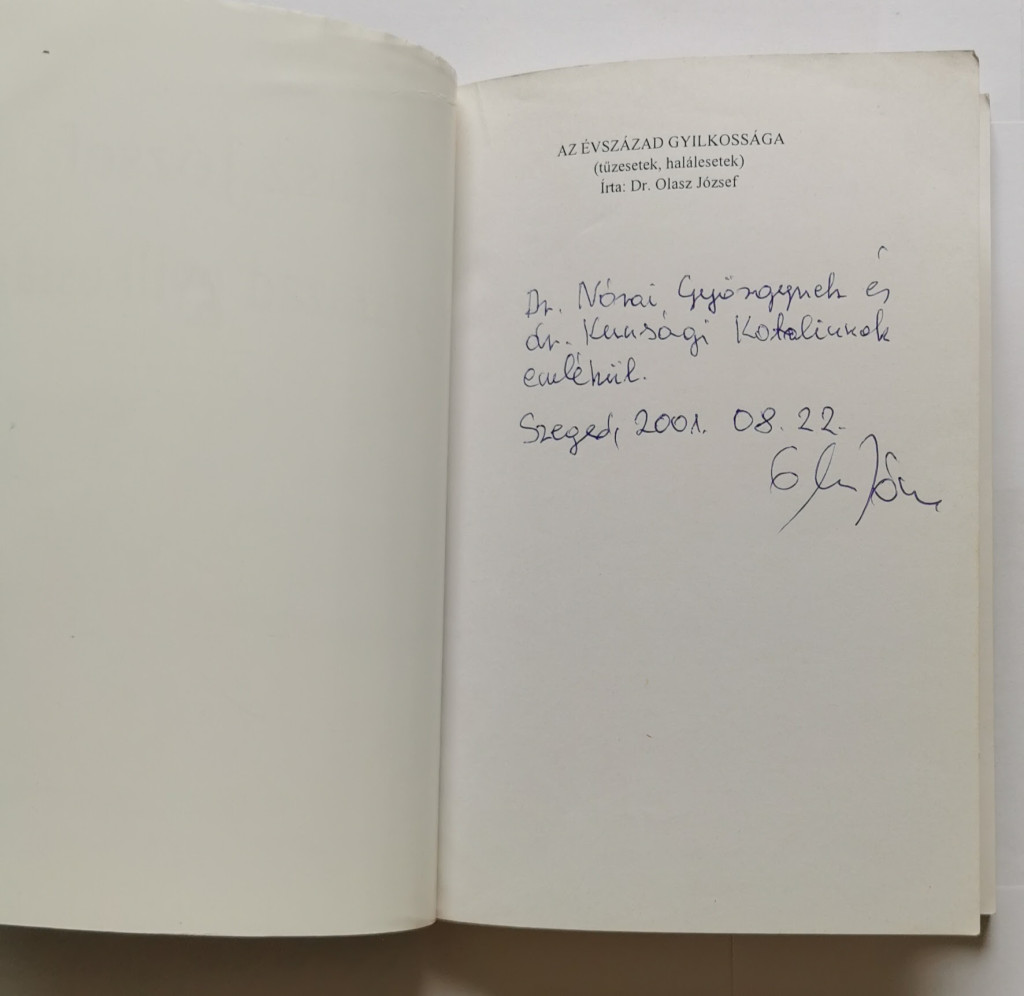 AZ ÉVSZÁZAD GYILKOSSÁGA
(tűzesetek, halálesetek)
Írta: Dr. Olasz József
Dr. Nórai Györgynek és
dr. Kunsági Katalinnak
emlékül.
Szeged, 2001. 08. 22.